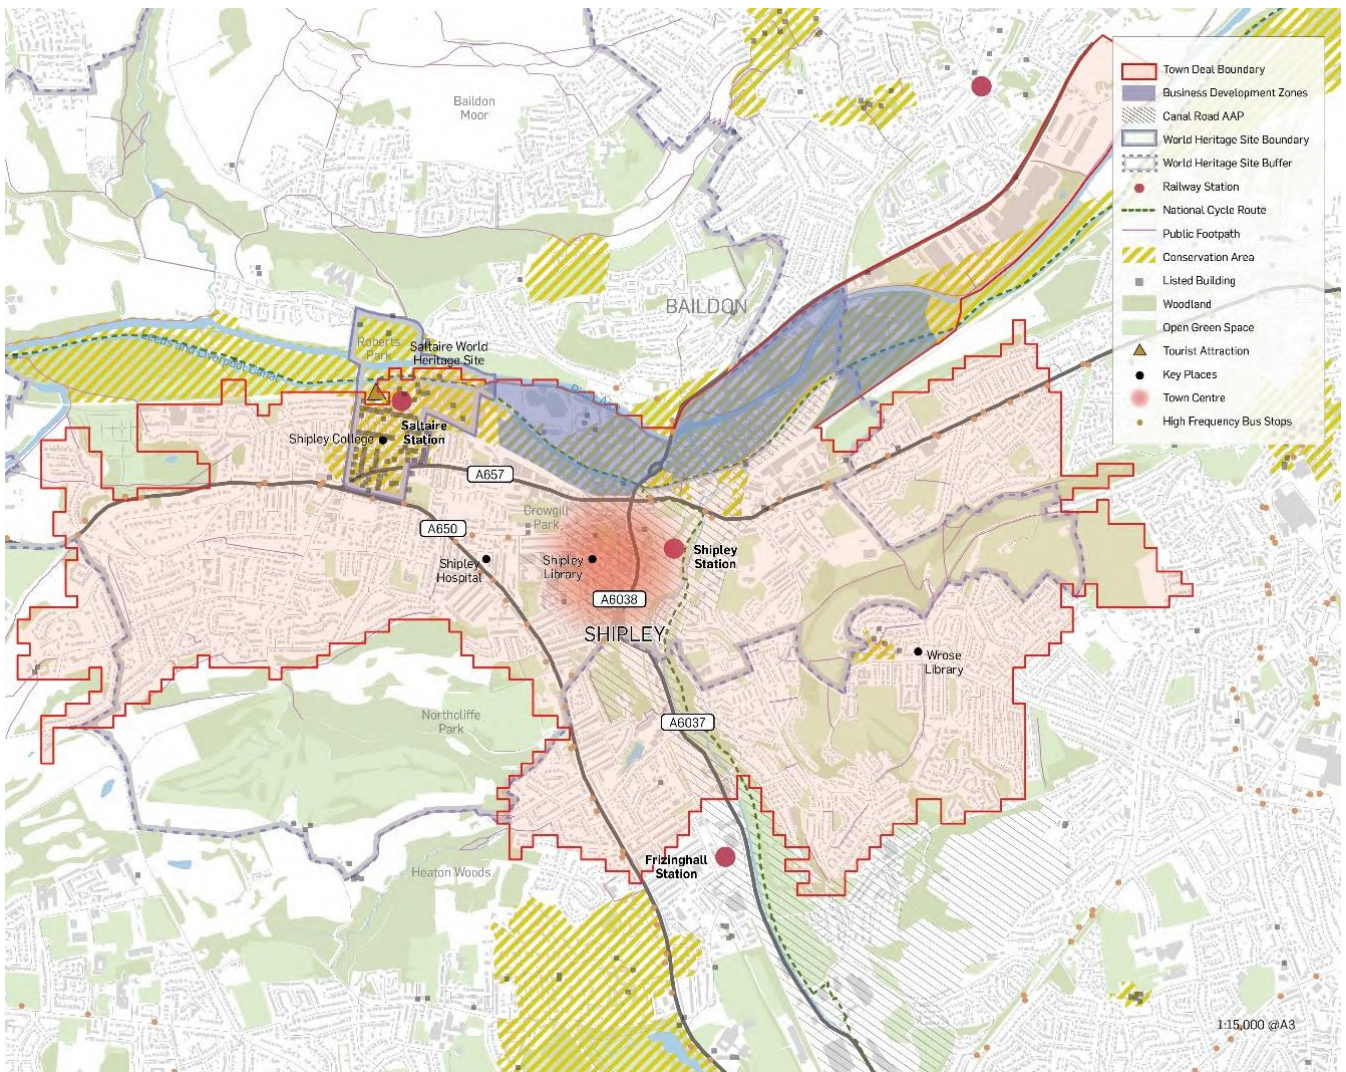 Town Deal Boundary
Business Development Zones
Canal Road AAP
World Heritage Site Boundary
World Heritage Site Buffer
Railway Station
National Cycle Route
Public Footpath
Conservation Area
Listed Building
Woodland
Open Green Space
Tourist Attraction
Key Places
Town Centre
High Frequency Bus Stops
Baildon
Moor
BAILDON
Roberts
Park
Saltaire World
Heritage Site
Leeds and Liverpool Canal
River
Shipley College
Saltaire
Station
A657
A650
Crowgill
Park
Shipley
Hospital
Shipley
Library
Shipley
Station
A6038
SHIPLEY
Wrose
Library
Northcliffe
Park
A6037
Frizinghall
Station
Heaton Woods
1:15,000 @A3